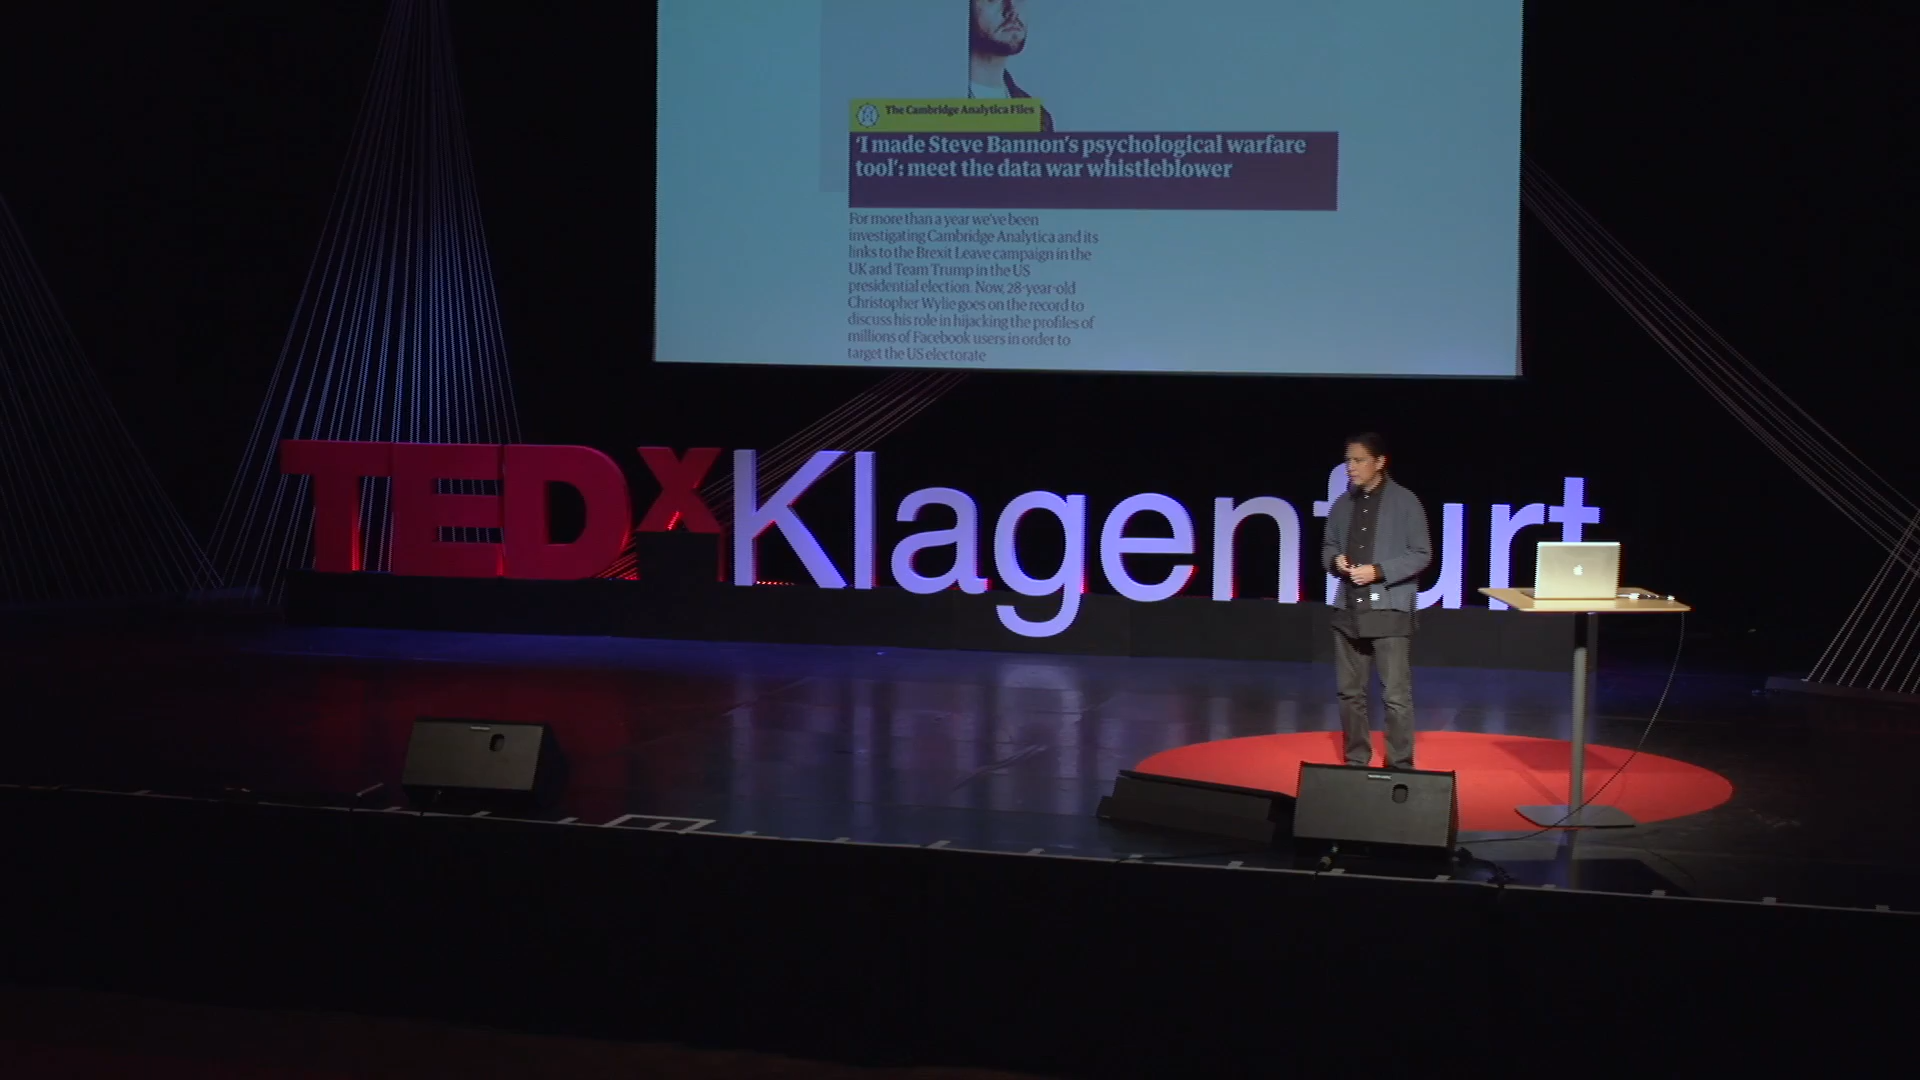 The Cambridge Analytica Files
‘I made Steve Bannon’s psychological warfare
tool’: meet the data war whistleblower
For more than a year we’ve been
investigating Cambridge Analytica and its
links to the Brexit Leave campaign in the
UK and Team Trump in the US
presidential election. Now, 28-year-old
Christopher Wylie goes on the record to
discuss his role in hijacking the profiles of
millions of Facebook users in order to
target the US electorate
TEDxKlagenfurt